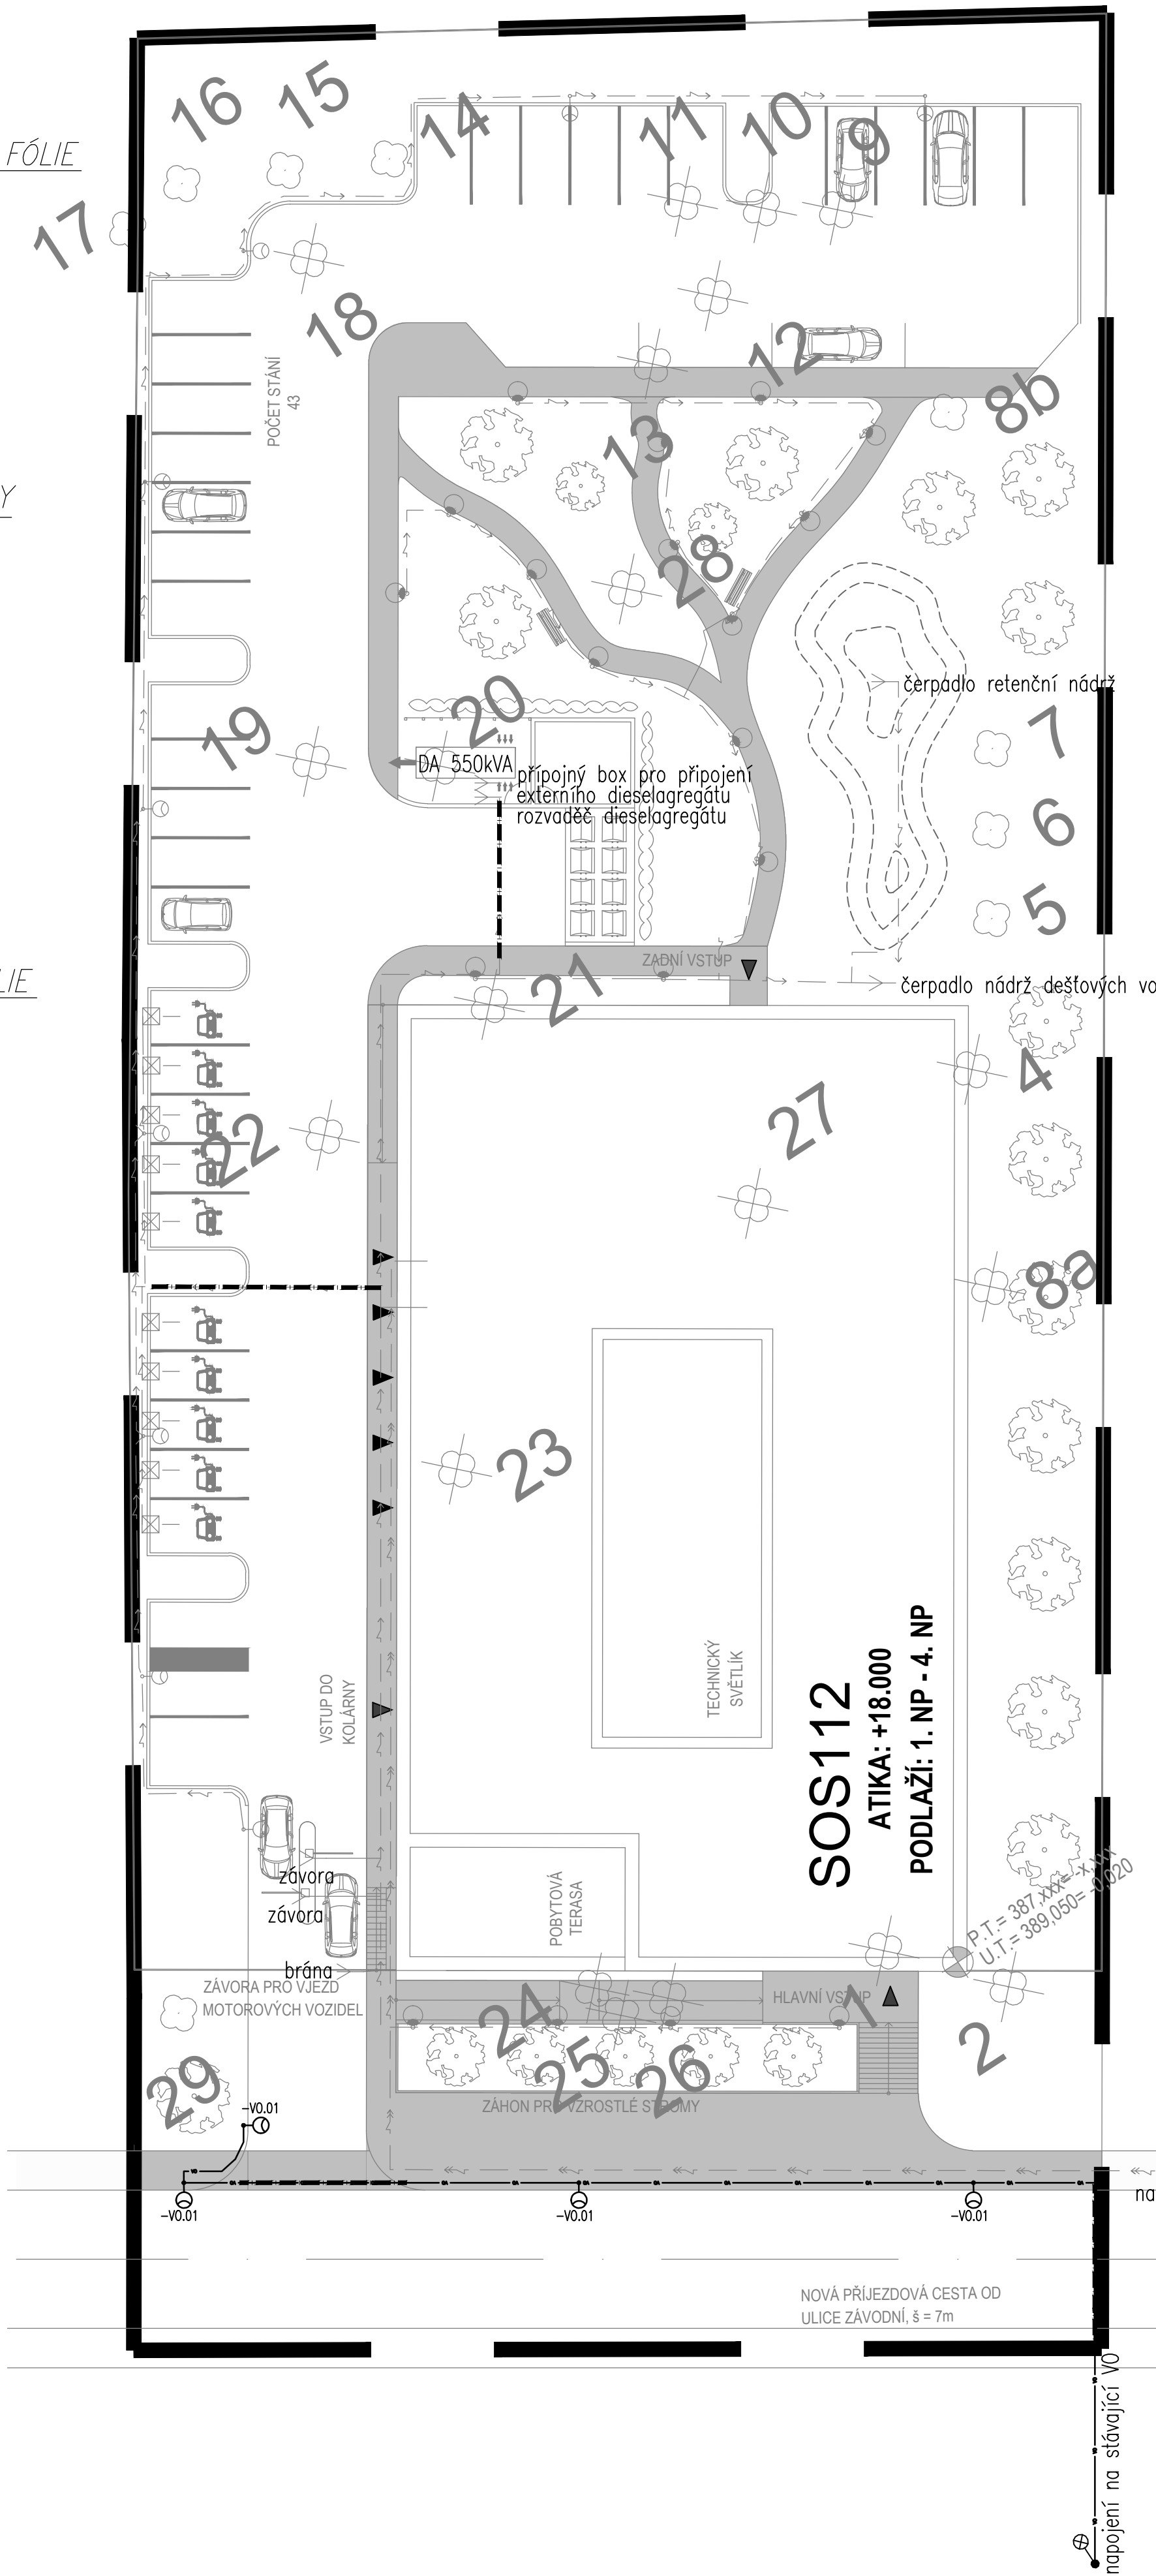 FÓLIE
16
15
14
11
10
9
17
18
12
8b
POČET STÁNÍ
43
13
28
čerpadlo retenční nádrž
7
19
20
DA 550kVA
přípojný box pro připojení
externího dieselagregátu
rozvaděč dieselagregátu
6
5
ZADNÍ VSTUP
21
čerpadlo nádrž dešťových vo
4
27
22
8a
23
TECHNICKÝ
SVĚTLÍK
SOS112
ATIKA: +18.000
PODLAŽÍ: 1. NP - 4. NP
VSTUP DO
KOLÁRNY
závora
závora
brána
POBYTOVÁ
TERASA
P.T.= 387,xxx= -x,xxx
U.T.= 389,050= -0,020
ZÁVORA PRO VJEZD
MOTOROVÝCH VOZIDEL
HLAVNÍ VSTUP
1
24
25
26
2
29
ZÁHON PRO VZROSTLÉ STROMY
-VO.01
-VO.01
-VO.01
-VO.01
na
NOVÁ PŘÍJEZDOVÁ CESTA OD
ULICE ZÁVODNÍ, š = 7m
napojení na stávající VO